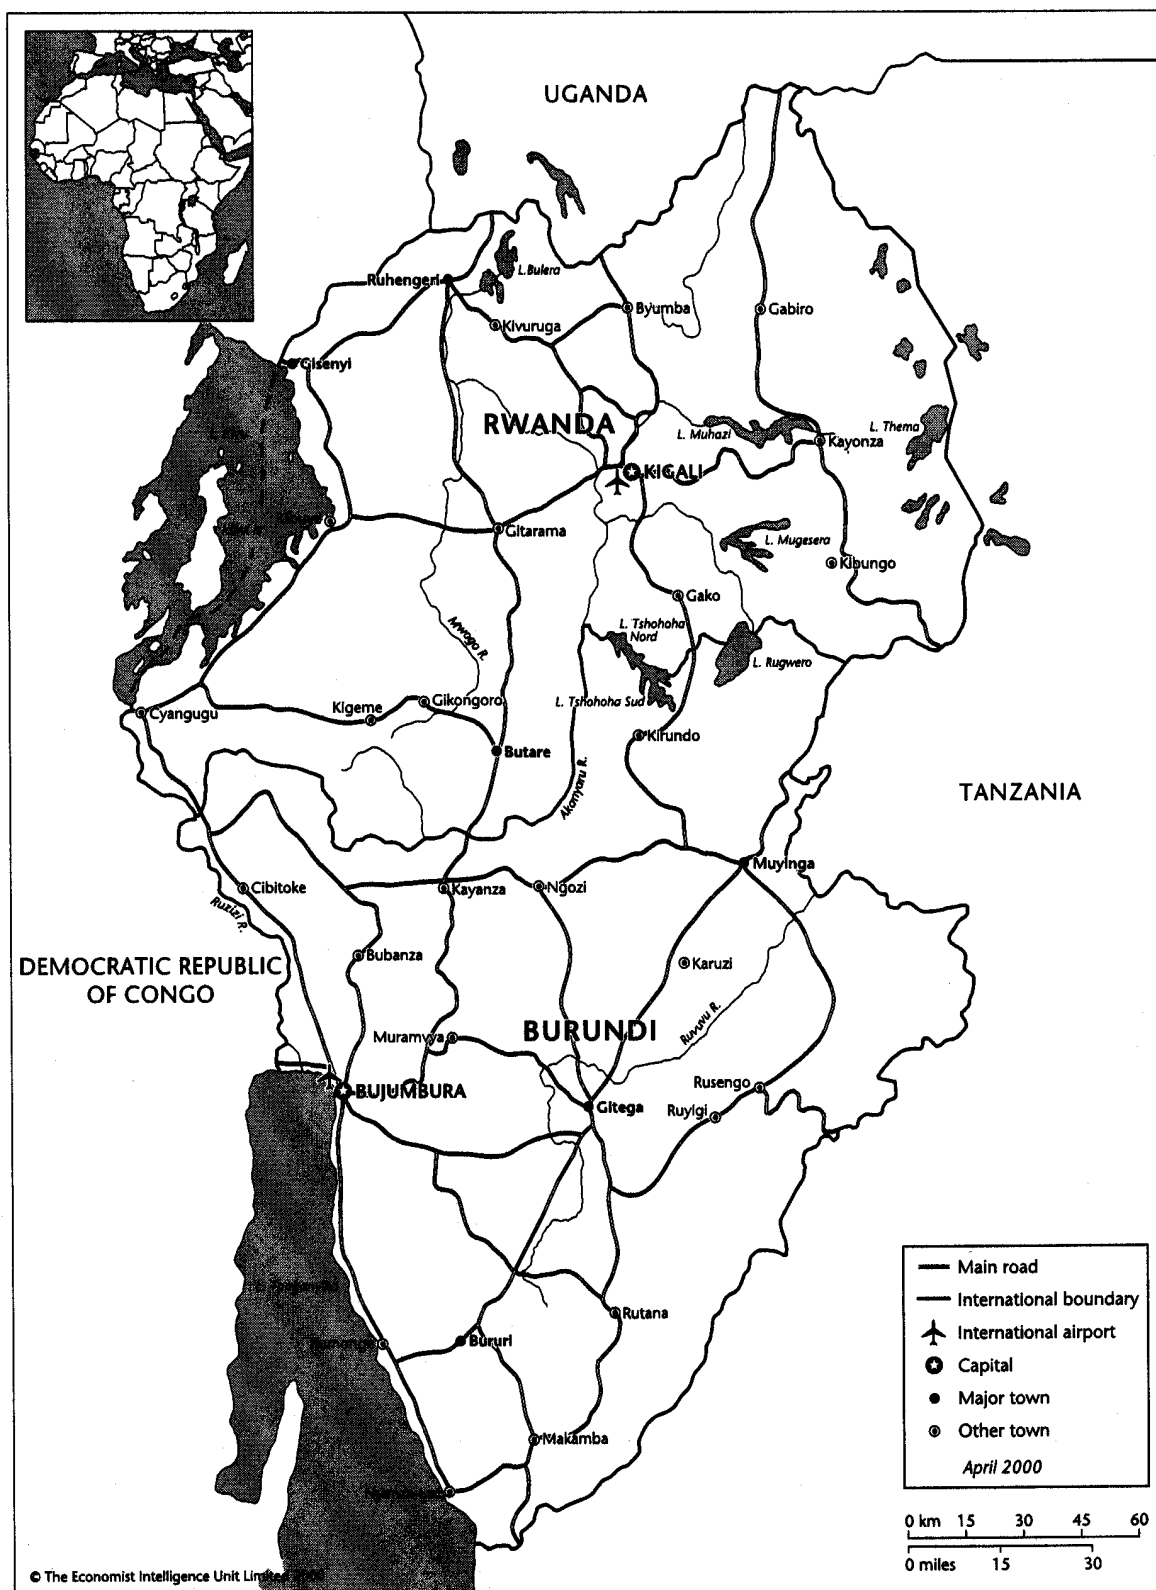 UGANDA
L.Bulera
Ruhengeri
Byumba
Gabiro
Kivuruga
Gisenyi
RWANDA
L. Muhazi
L. Thema
Kayonza
KIGALI
Gitarama
L. Mugesera
Kibungo
Gako
L. Tshohoha
Nord
Mwogo R.
L. Rugwero
L. Tshohoha Sud
Kigeme
Gikongoro
Cyangugu
Kirundo
Butare
Akanyaru R.
TANZANIA
Muyinga
Cibitoke
Kayanza
Ngozi
Ruzizi R.
Bubanza
Karuzi
DEMOCRATIC REPUBLIC
OF CONGO
Ruvuvu R.
BURUNDI
Muramvya
BUJUMBURA
Rusengo
Gitega
Ruyigi
Rutana
Bururi
Makamba
Main road
International boundary
International airport
Capital
Major town
Other town
April 2000
0 km 15 30 45 60
0 miles 15 30
© The Economist Intelligence Unit Limited 2000